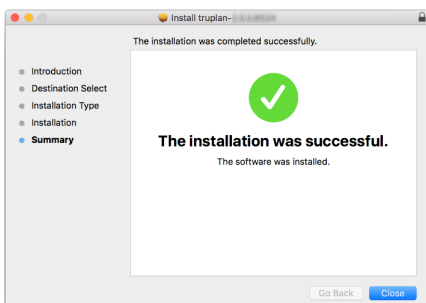 Install truplan-
The installation was completed successfully.
Introduction
Destination Select
Installation Type
Installation
Summary
The installation was successful.
The software was installed.
Go Back
Close